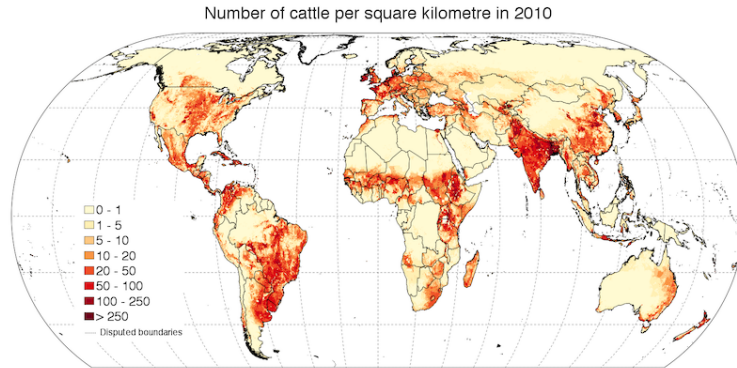 Number of cattle per square kilometre in 2010
0 - 1
1 - 5
5 - 10
10 - 20
20 - 50
50 - 100
100 - 250
> 250
Disputed boundaries